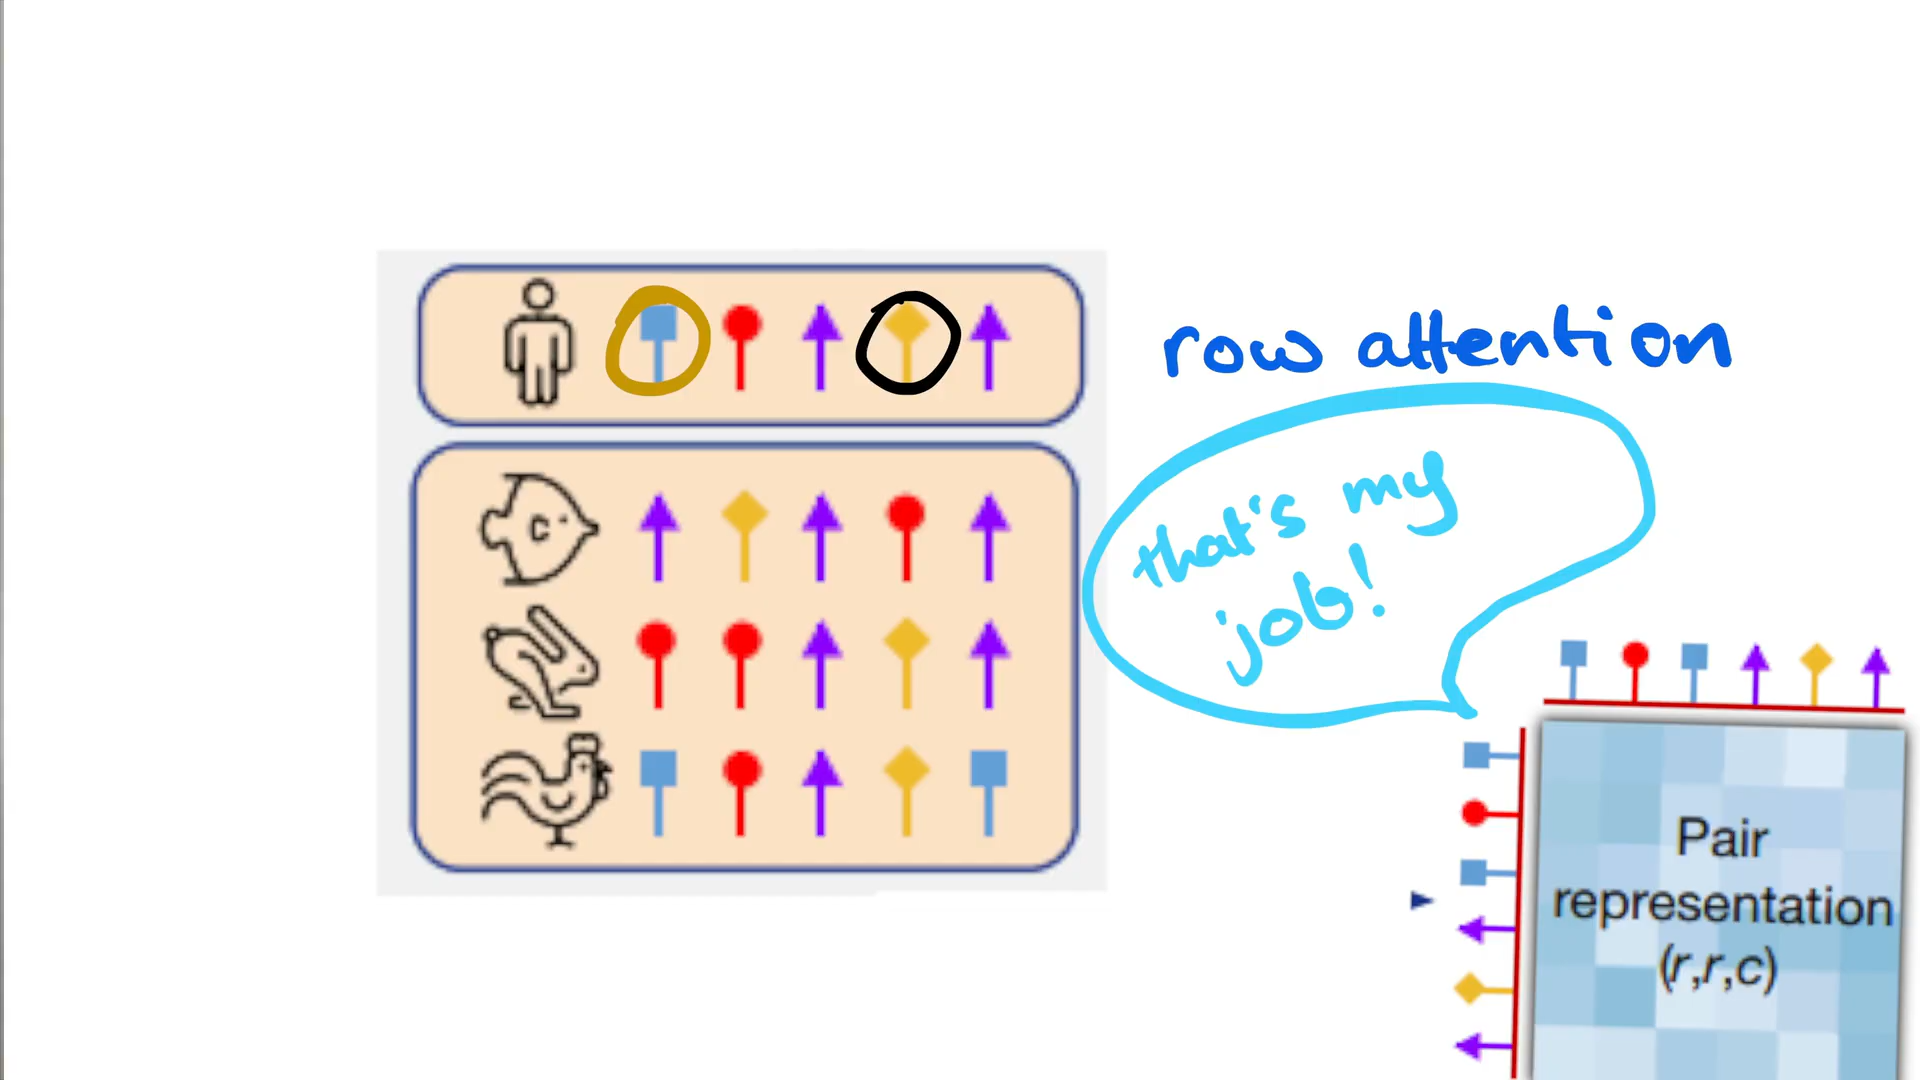 row attention
that's my
job!
Pair
representation
(r,r,c)